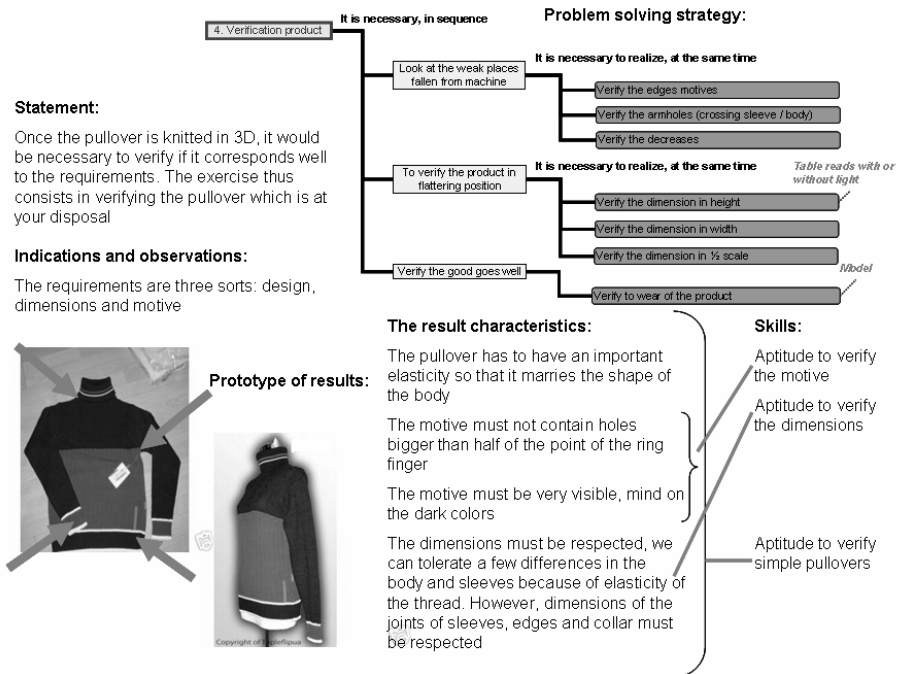 Problem solving strategy:
It is necessary, in sequence
4. Verification product
It is necessary to realize, at the same time
Look at the weak places
fallen from machine
Verify the edges motives
Verify the armholes (crossing sleeve / body)
Verify the decreases
It is necessary to realize, at the same time
Table reads with or
without light
To verify the product in
flattering position
Verify the dimension in height
Verify the dimension in width
Verify the dimension in ½ scale
Verify the good goes well
Model
Verify to wear of the product
Statement:
Once the pullover is knitted in 3D, it would
be necessary to verify if it corresponds well
to the requirements. The exercise thus
consists in verifying the pullover which is at
your disposal
Indications and observations:
The requirements are three sorts: design,
dimensions and motive
Prototype of results:
Copyright of
The result characteristics:
The pullover has to have an important
elasticity so that it marries the shape of
the body
The motive must not contain holes
bigger than half of the point of the ring
finger
The motive must be very visible, mind on
the dark colors
The dimensions must be respected, we
can tolerate a few differences in the
body and sleeves because of elasticity of
the thread. However, dimensions of the
joints of sleeves, edges and collar must
be respected
Skills:
Aptitude to verify
the motive
Aptitude to verify
the dimensions
Aptitude to verify
simple pullovers